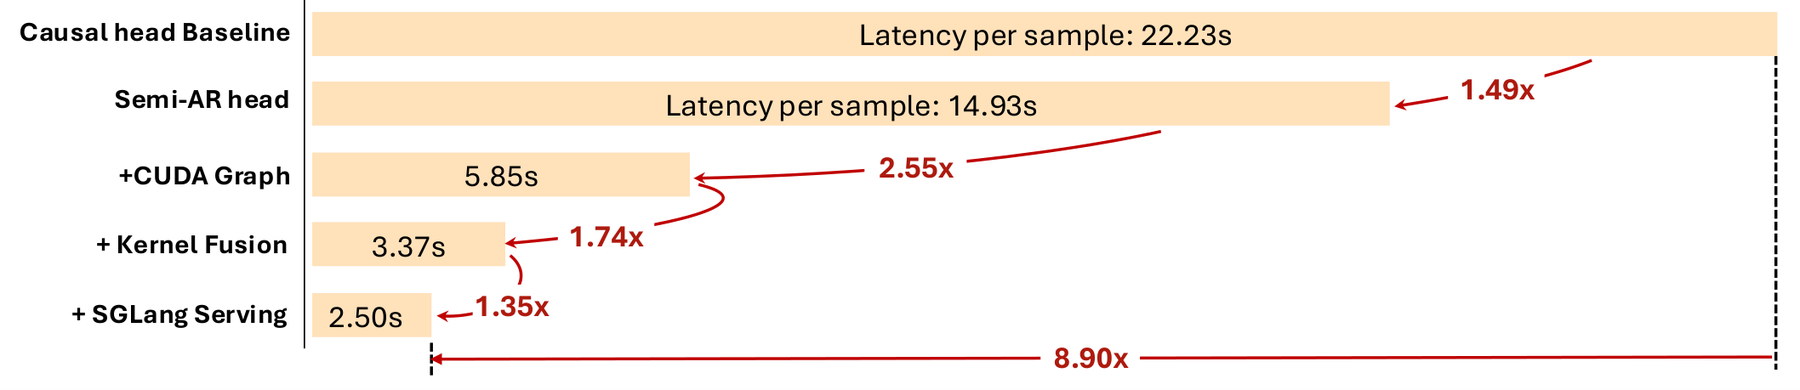 Causal head Baseline
Latency per sample: 22.23s
1.49x
Semi-AR head
Latency per sample: 14.93s
2.55x
+CUDA Graph
5.85s
1.74x
+ Kernel Fusion
3.37s
1.35x
+ SGLang Serving
2.50s
8.90x